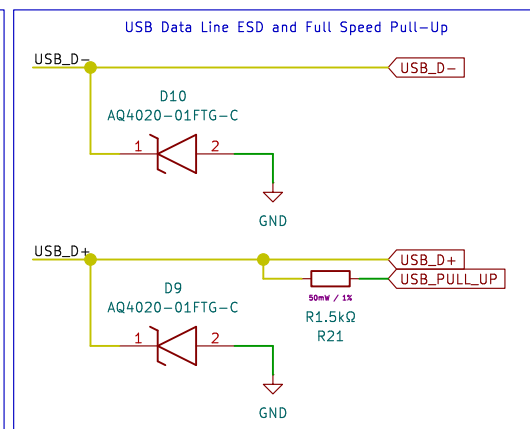 USB Data Line ESD and Full Speed Pull-Up
USB_D-
USB_D-
D10
AQ4020-01FTG-C
1
2
GND
USB_D+
USB_D+
USB_PULL_UP
50mW / 1%
R1.5kΩ
R21
D9
AQ4020-01FTG-C
1
2
GND